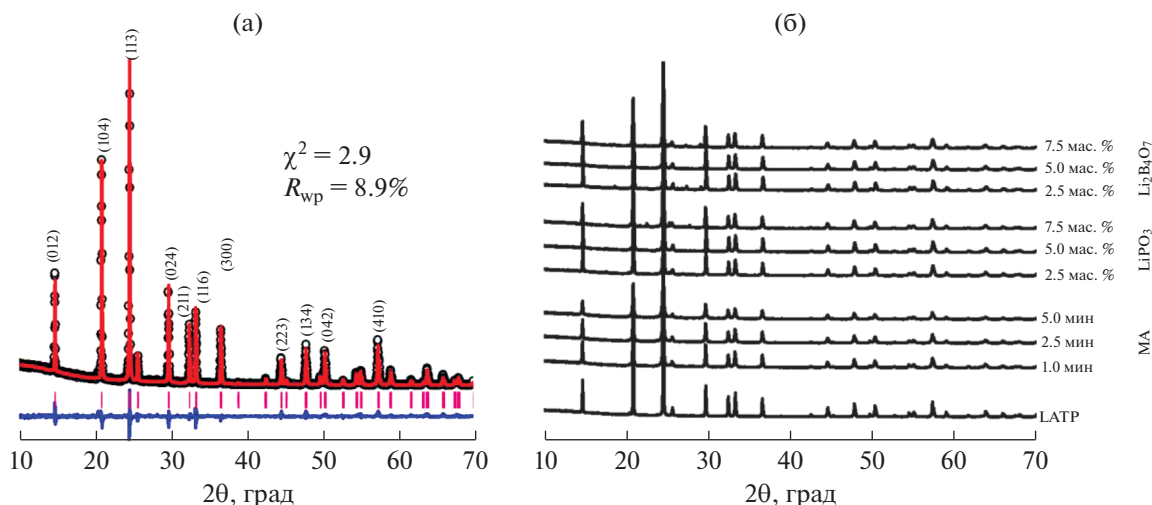 (а)
(113)
(104)
χ² = 2.9
Rwp = 8.9%
(012)
(024)
(211)
(116)
(300)
(223)
(134)
(042)
(410)
10 20 30 40 50 60 70
2θ, град
(б)
7.5 мас. %
5.0 мас. %
2.5 мас. %
Li₂B₄O₇
7.5 мас. %
5.0 мас. %
2.5 мас. %
LiPO₃
5.0 мин
2.5 мин
1.0 мин
МА
LATP
10 20 30 40 50 60 70
2θ, град